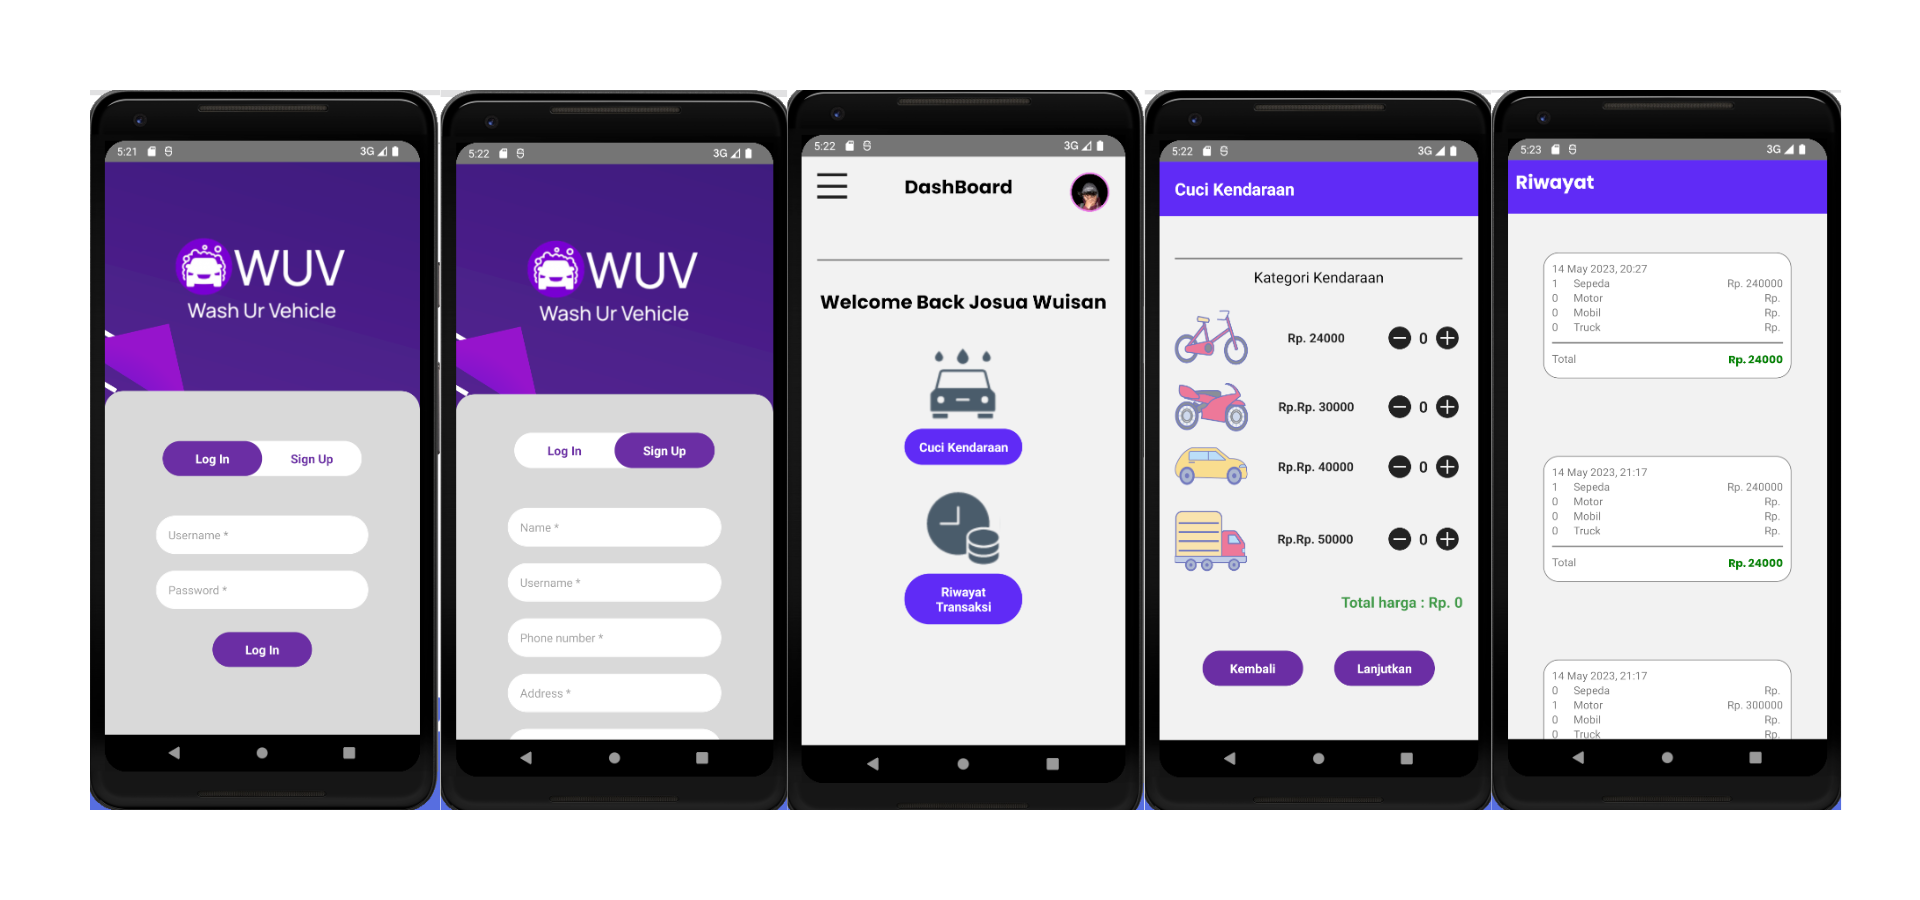 5:21
3G
WUV
Wash Ur Vehicle
Log In
Sign Up
Username *
Password *
Log In
5:22
3G
WUV
Wash Ur Vehicle
Log In
Sign Up
Name *
Username *
Phone number *
Address *
5:22
3G
DashBoard
Welcome Back Josua Wuisan
Cuci Kendaraan
Riwayat
Transaksi
5:22
3G
Cuci Kendaraan
Kategori Kendaraan
Rp. 24000 0
Rp.Rp. 30000 0
Rp.Rp. 40000 0
Rp.Rp. 50000 0
Total harga : Rp. 0
Kembali
Lanjutkan
5:23
3G
Riwayat
14 May 2023, 20:27
1 Sepeda Rp. 240000
0 Motor Rp.
0 Mobil Rp.
0 Truck Rp.
Total Rp. 24000
14 May 2023, 21:17
1 Sepeda Rp. 240000
0 Motor Rp.
0 Mobil Rp.
0 Truck Rp.
Total Rp. 24000
14 May 2023, 21:17
0 Sepeda Rp.
1 Motor Rp. 300000
0 Mobil Rp.
0 Truck Rp.